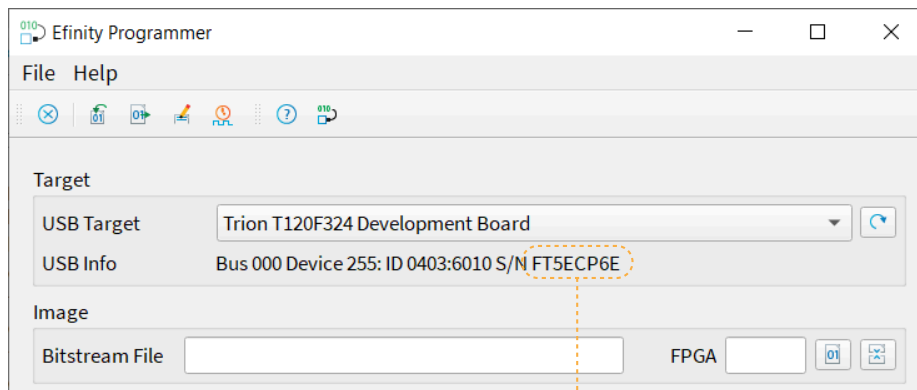 Efinity Programmer
File Help
Target
USB Target Trion T120F324 Development Board
USB Info Bus 000 Device 255: ID 0403:6010 S/N FT5ECP6E
Image
Bitstream File FPGA